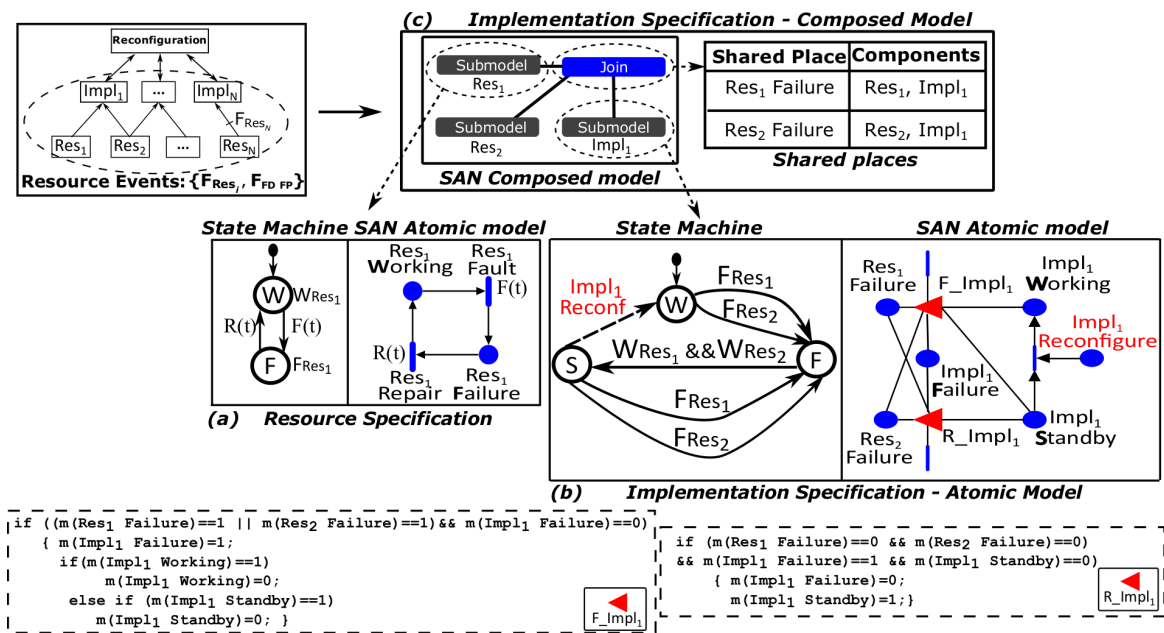 (c) Implementation Specification - Composed Model
Reconfiguration
Impl1
...
ImplN
FResN
Res1
Res2
...
ResN
Resource Events: {FResi, FFD FP}
Submodel
Res1
Join
Submodel
Res2
Submodel
Impl1
SAN Composed model
Shared Place
Components
Res1 Failure
Res1, Impl1
Res2 Failure
Res2, Impl1
Shared places
State Machine SAN Atomic model
W
WRes1
R(t)
F(t)
F
FRes1
Res1
Working
Res1
Fault
F(t)
R(t)
Res1
Repair
Res1
Failure
(a) Resource Specification
State Machine
SAN Atomic model
Impl1
Reconf
W
FRes1
FRes2
WRes1 &&WRes2
S
F
FRes1
FRes2
Res1
Failure
F_Impl1
Impl1
Working
Impl1
Reconfigure
Impl1
Failure
Res2
Failure
R_Impl1
Impl1
Standby
(b) Implementation Specification - Atomic Model
if ((m(Res1 Failure)==1 || m(Res2 Failure)==1)&& m(Impl1 Failure)==0)
{ m(Impl1 Failure)=1;
if(m(Impl1 Working)==1)
m(Impl1 Working)=0;
else if (m(Impl1 Standby)==1)
m(Impl1 Standby)=0; }
F_Impl1
if (m(Res1 Failure)==0 && m(Res2 Failure)==0)
&& m(Impl1 Failure)==1 && m(Impl1 Standby)==0)
{ m(Impl1 Failure)=0;
m(Impl1 Standby)=1;}
R_Impl1